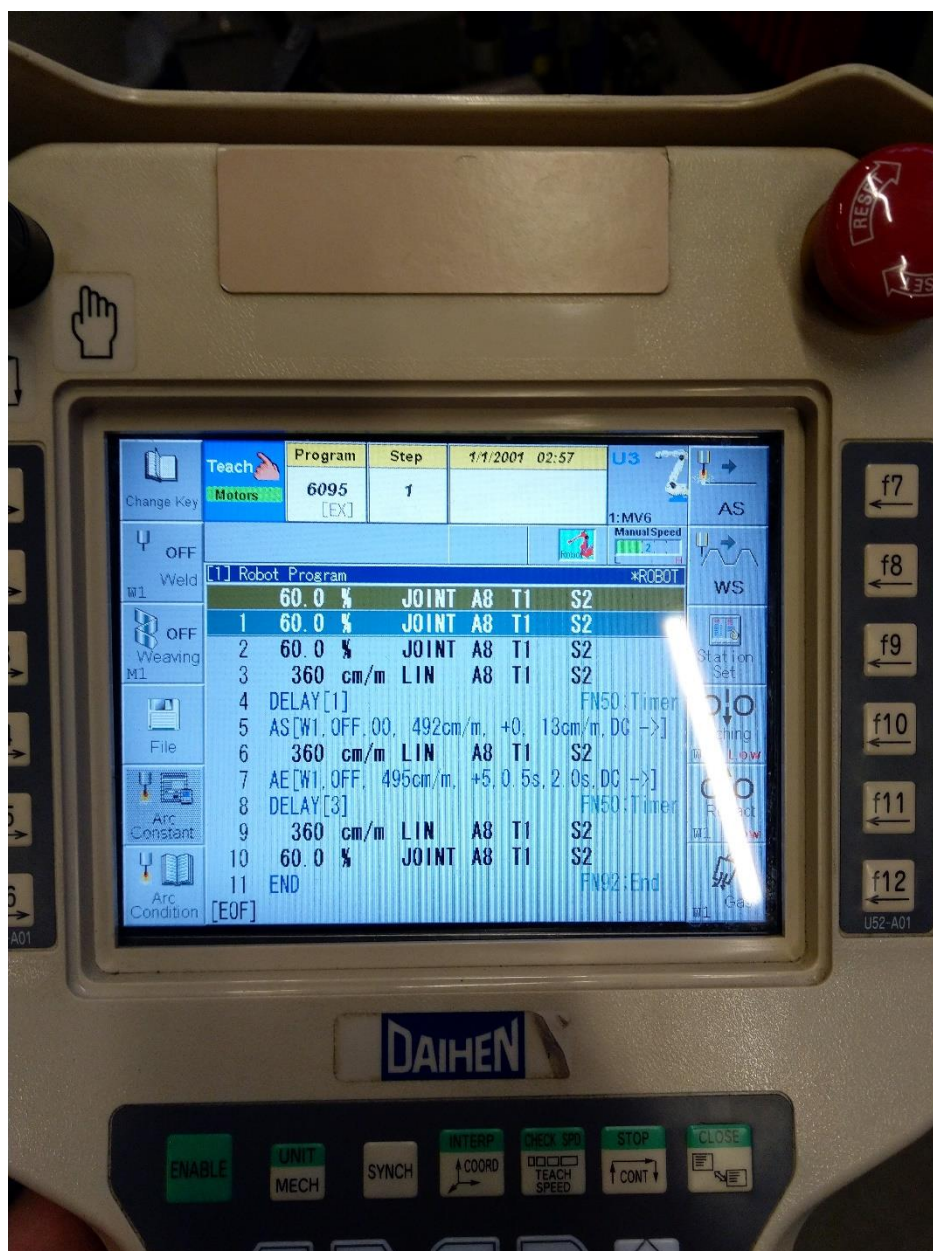 RESET
RESET
Change Key
Teach
Motors
Program
6095
[EX]
Step
1
1/1/2001 02:57
U3
1:MV6
AS
f7
OFF
Weld
W1
Manual Speed
2
WS
f8
[1] Robot Program *ROBOT
60.0 % JOINT A8 T1 S2
1 60.0 % JOINT A8 T1 S2
2 60.0 % JOINT A8 T1 S2
3 360 cm/m LIN A8 T1 S2
4 DELAY[1] FN50;Timer
5 AS[W1,OFF,00, 492cm/m, +0, 13cm/m,DC ->]
6 360 cm/m LIN A8 T1 S2
7 AE[W1,OFF, 495cm/m, +5,0.5s,2.0s,DC ->]
8 DELAY[3] FN50;Timer
9 360 cm/m LIN A8 T1 S2
10 60.0 % JOINT A8 T1 S2
11 END FN92;End
[EOF]
OFF
Weaving
M1
Station
Set
f9
File
Low
f10
Arc
Constant
W1
f11
Arc
Condition
W1 Gas
f12
U52-A01
-A01
DAIHEN
ENABLE
UNIT
MECH
SYNCH
INTERP
COORD
CHECK SPD
TEACH
SPEED
STOP
CONT
CLOSE